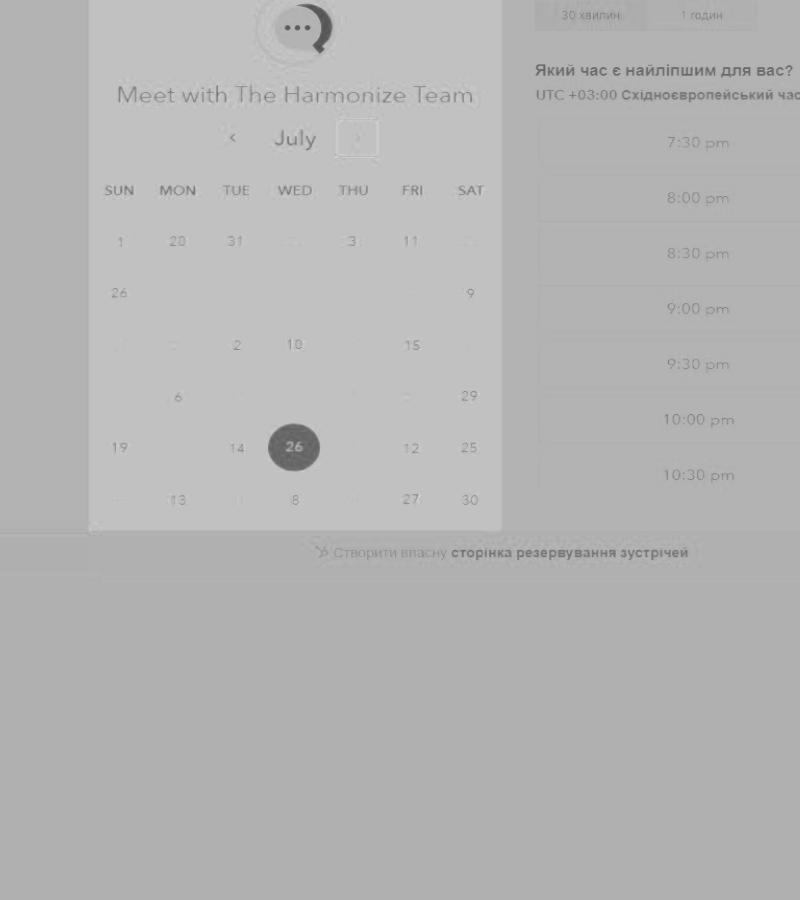 Meet with The Harmonize Team
‹ July ›
SUN MON TUE WED THU FRI SAT
1 20 31 3 11
26 9
2 10 15
6 29
19 14 26 12 25
13 8 27 30
30 хвилин 1 годин
Який час є найліпшим для вас?
UTC +03:00 Східноєвропейський час
7:30 pm
8:00 pm
8:30 pm
9:00 pm
9:30 pm
10:00 pm
10:30 pm
Створити власну сторінка резервування зустрічей